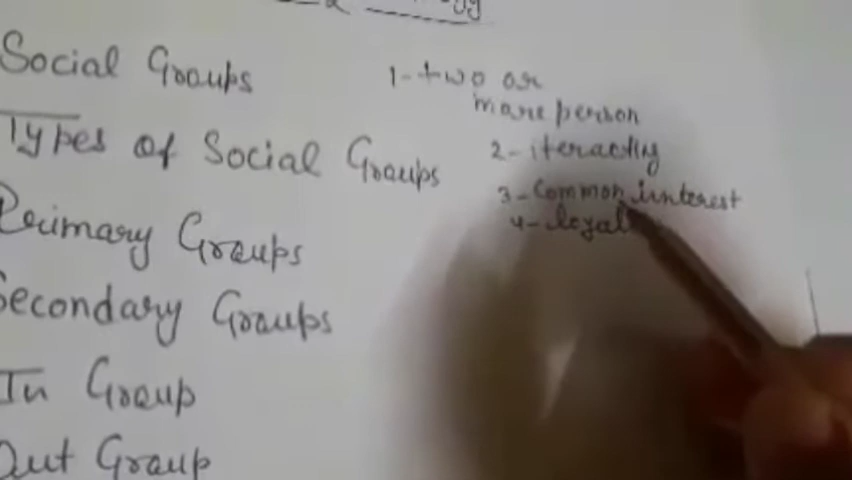 Social Groups
Types of Social Groups
Primary Groups
Secondary Groups
In Group
Out Group
1-two or
more person
2-iteracting
3-Common interest
4-loyal